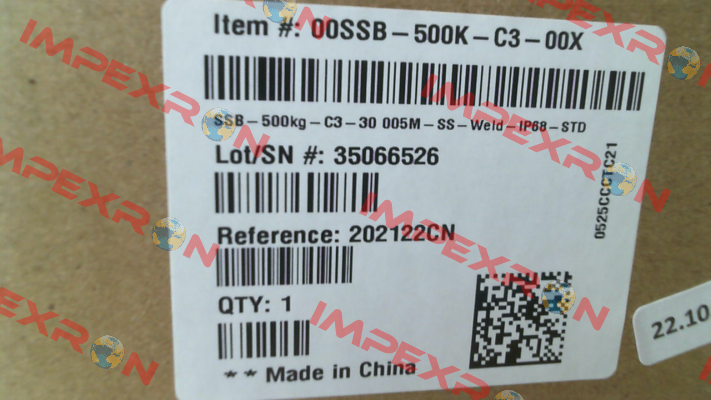 Item #: 00SSB-500K-C3-00X
SSB-500kg-C3-30 005M-SS-Weld-IP68-STD
Lot/SN #: 35066526
Reference: 202122CN
QTY: 1
** Made in China
0525CCCTC21
22.10
IMPEXRON
IMPEXRON
IMPEXRON
IMPEXRON
IMPEXRON
IMPEXRON
IMPEXRON